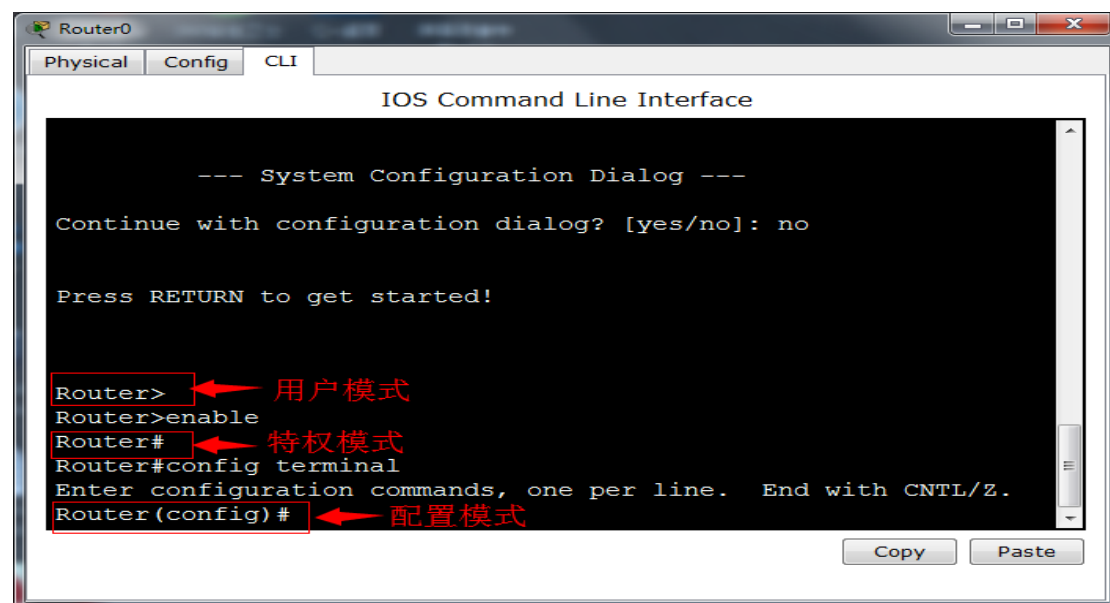 Router0
Physical Config CLI
IOS Command Line Interface
--- System Configuration Dialog ---
Continue with configuration dialog? [yes/no]: no
Press RETURN to get started!
Router> 用户模式
Router>enable
Router# 特权模式
Router#config terminal
Enter configuration commands, one per line.  End with CNTL/Z.
Router(config)# 配置模式
Copy Paste